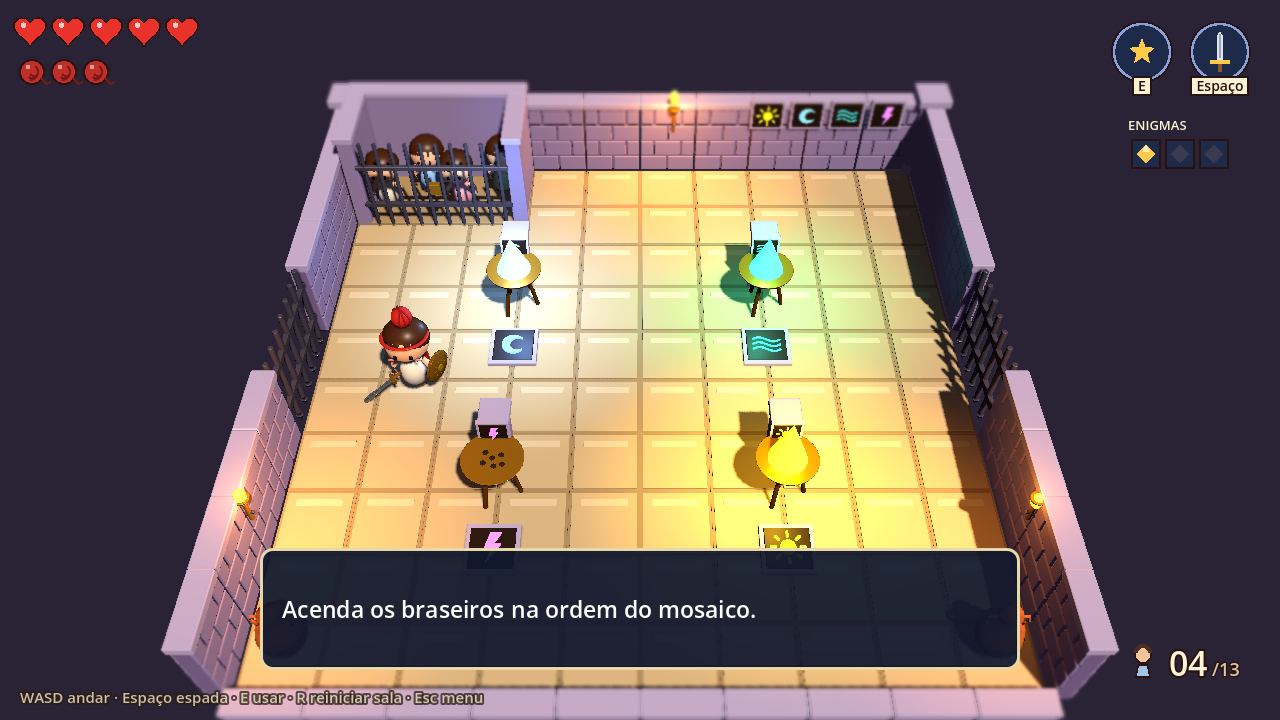 E
Espaço
ENIGMAS
Acenda os braseiros na ordem do mosaico.
04/13
WASD andar · Espaço espada · E usar · R reiniciar sala · Esc menu